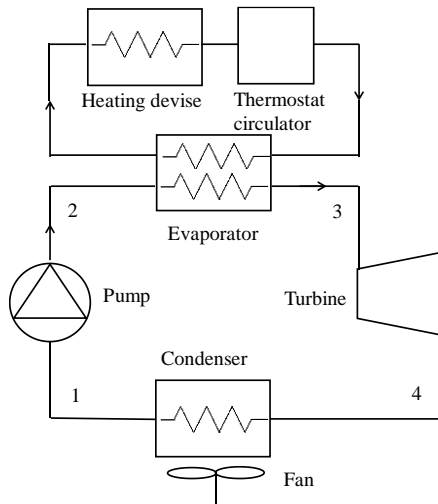 Heating devise
Thermostat
circulator
2
3
Evaporator
Pump
Turbine
Condenser
1
4
Fan